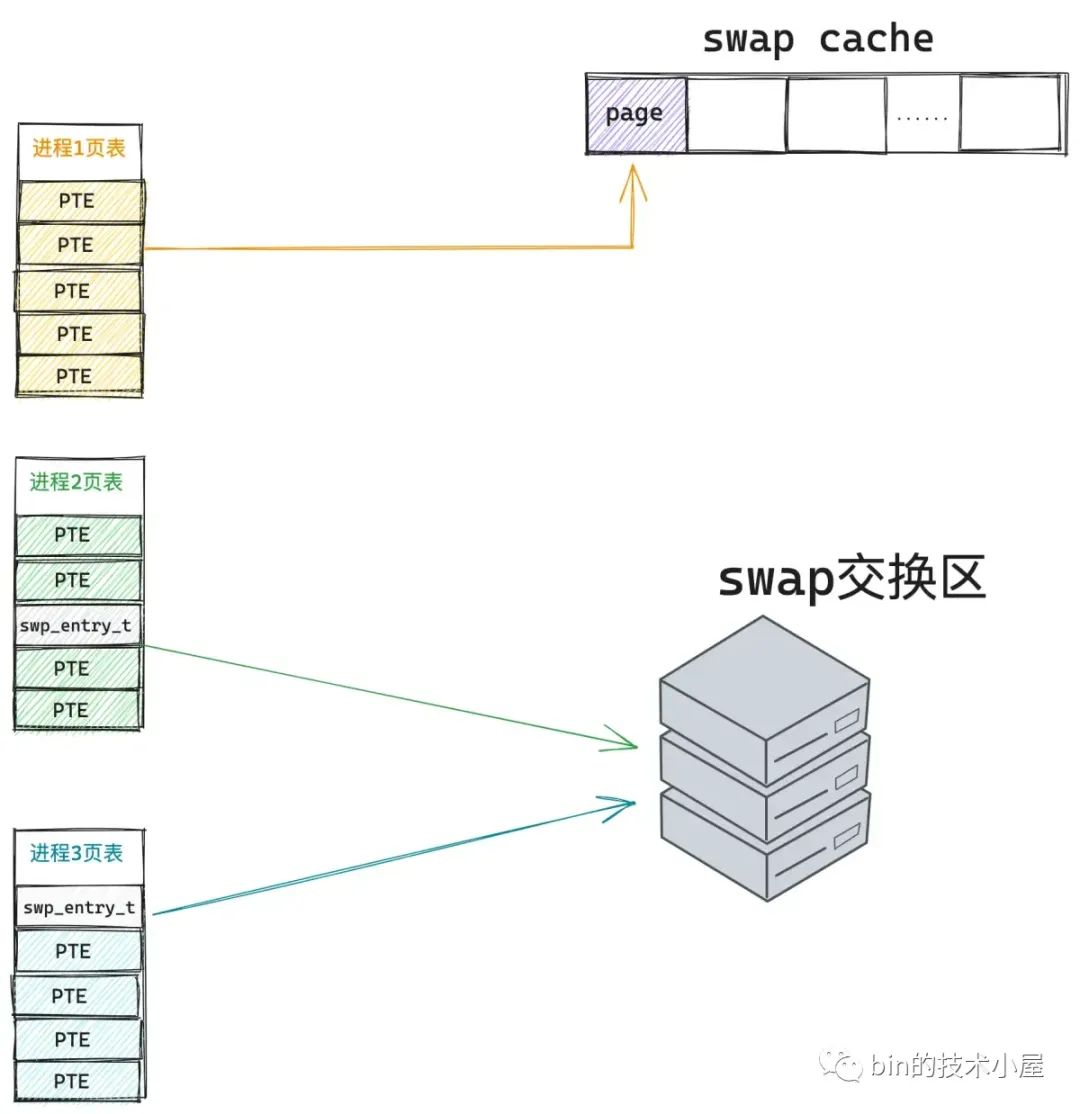 swap cache
page
......
进程1页表
PTE
PTE
PTE
PTE
PTE
进程2页表
PTE
PTE
swp_entry_t
PTE
PTE
swap交换区
进程3页表
swp_entry_t
PTE
PTE
PTE
PTE
bin的技术小屋